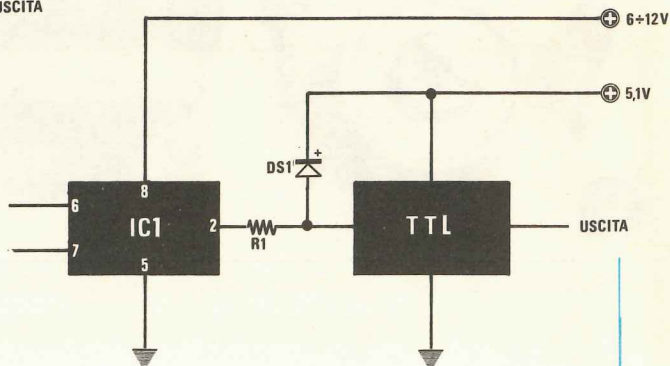 USCITA
⊕ 6÷12V
⊕ 5,1V
DS1 +
8
6
IC1
2
TTL
USCITA
7
R1
5